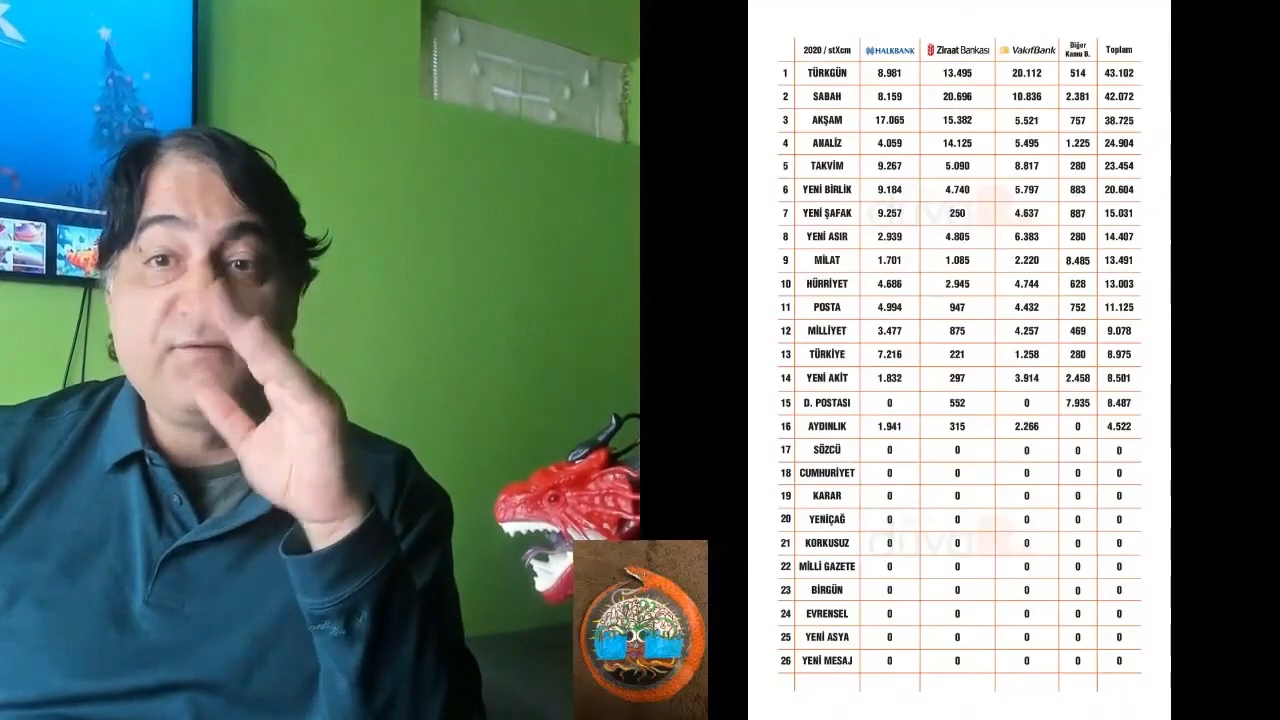 2020 / stXcm HALKBANK Ziraat Bankası VakıfBank Diğer Kamu B. Toplam
1 TÜRKGÜN 8.981 13.495 20.112 514 43.102
2 SABAH 8.159 20.696 10.836 2.381 42.072
3 AKŞAM 17.065 15.382 5.521 757 38.725
4 ANALİZ 4.059 14.125 5.495 1.225 24.904
5 TAKVİM 9.267 5.090 8.817 280 23.454
6 YENİ BİRLİK 9.184 4.740 5.797 883 20.604
7 YENİ ŞAFAK 9.257 250 4.637 887 15.031
8 YENİ ASIR 2.939 4.805 6.383 280 14.407
9 MİLAT 1.701 1.085 2.220 8.485 13.491
10 HÜRRİYET 4.686 2.945 4.744 628 13.003
11 POSTA 4.994 947 4.432 752 11.125
12 MİLLİYET 3.477 875 4.257 469 9.078
13 TÜRKİYE 7.216 221 1.258 280 8.975
14 YENİ AKİT 1.832 297 3.914 2.458 8.501
15 D. POSTASI 0 552 0 7.935 8.487
16 AYDINLIK 1.941 315 2.266 0 4.522
17 SÖZCÜ 0 0 0 0 0
18 CUMHURİYET 0 0 0 0 0
19 KARAR 0 0 0 0 0
20 YENİÇAĞ 0 0 0 0 0
21 KORKUSUZ 0 0 0 0 0
22 MİLLİ GAZETE 0 0 0 0 0
23 BİRGÜN 0 0 0 0 0
24 EVRENSEL 0 0 0 0 0
25 YENİ ASYA 0 0 0 0 0
26 YENİ MESAJ 0 0 0 0 0